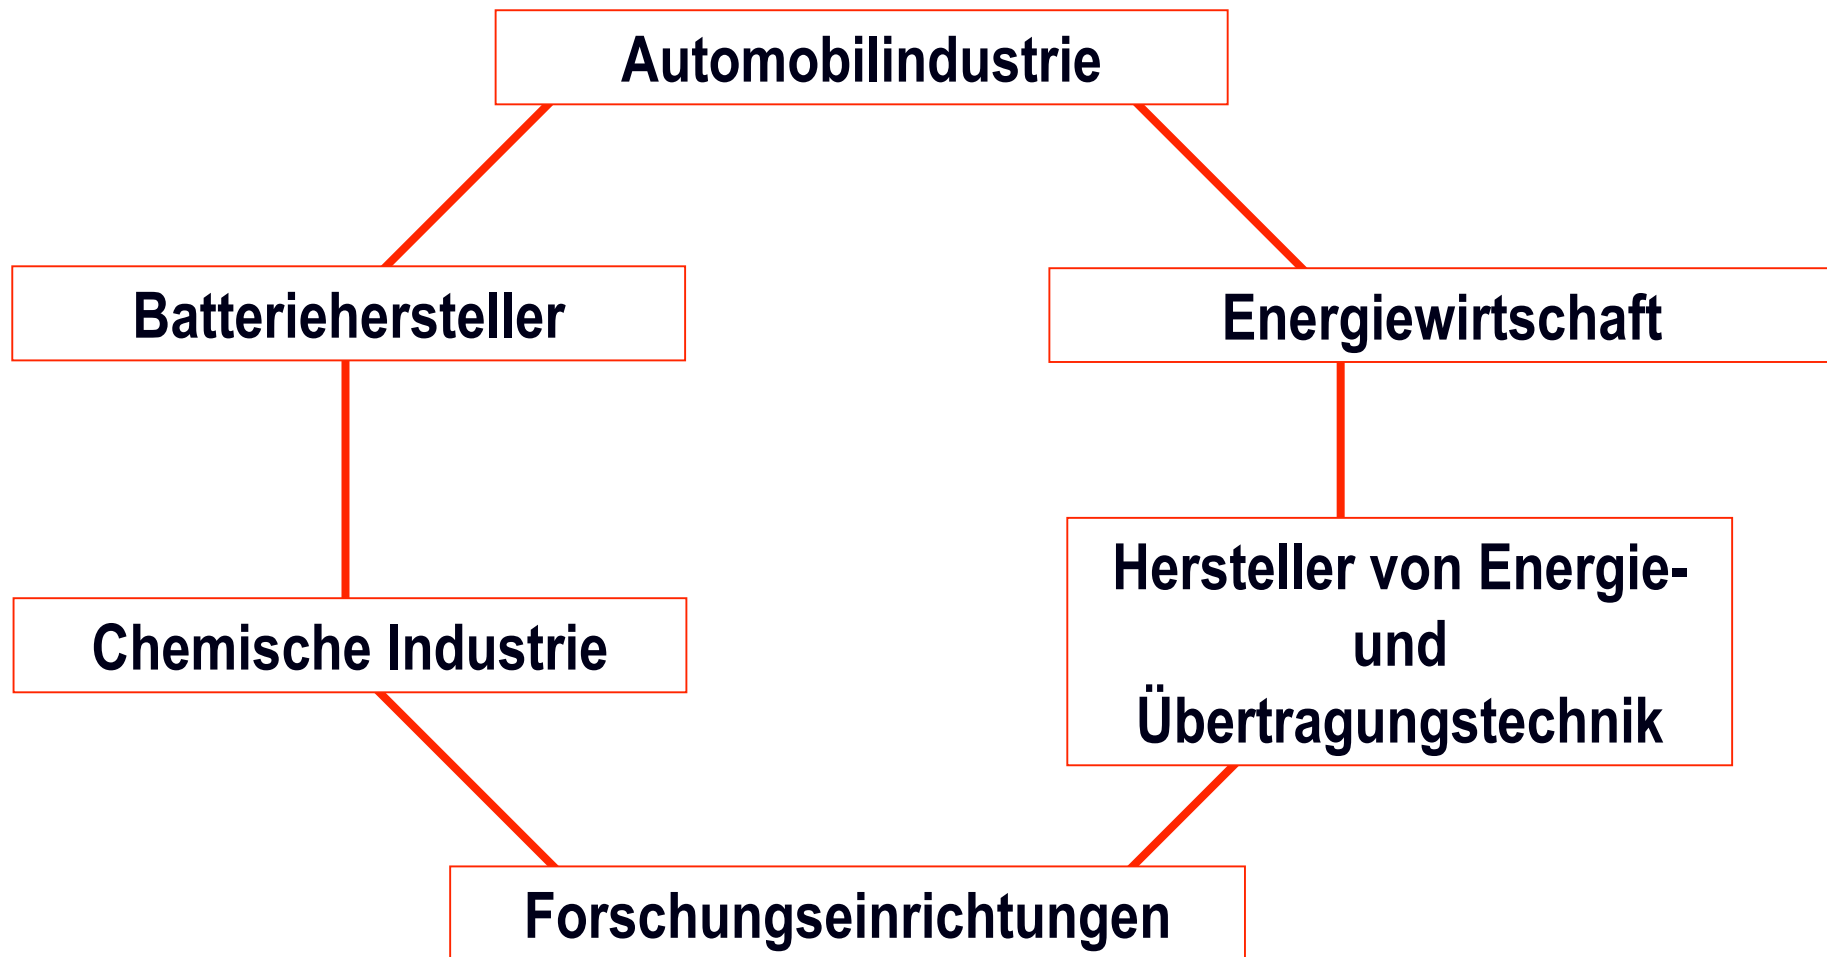 Automobilindustrie
Batteriehersteller
Energiewirtschaft
Hersteller von Energie-
und
Übertragungstechnik
Chemische Industrie
Forschungseinrichtungen